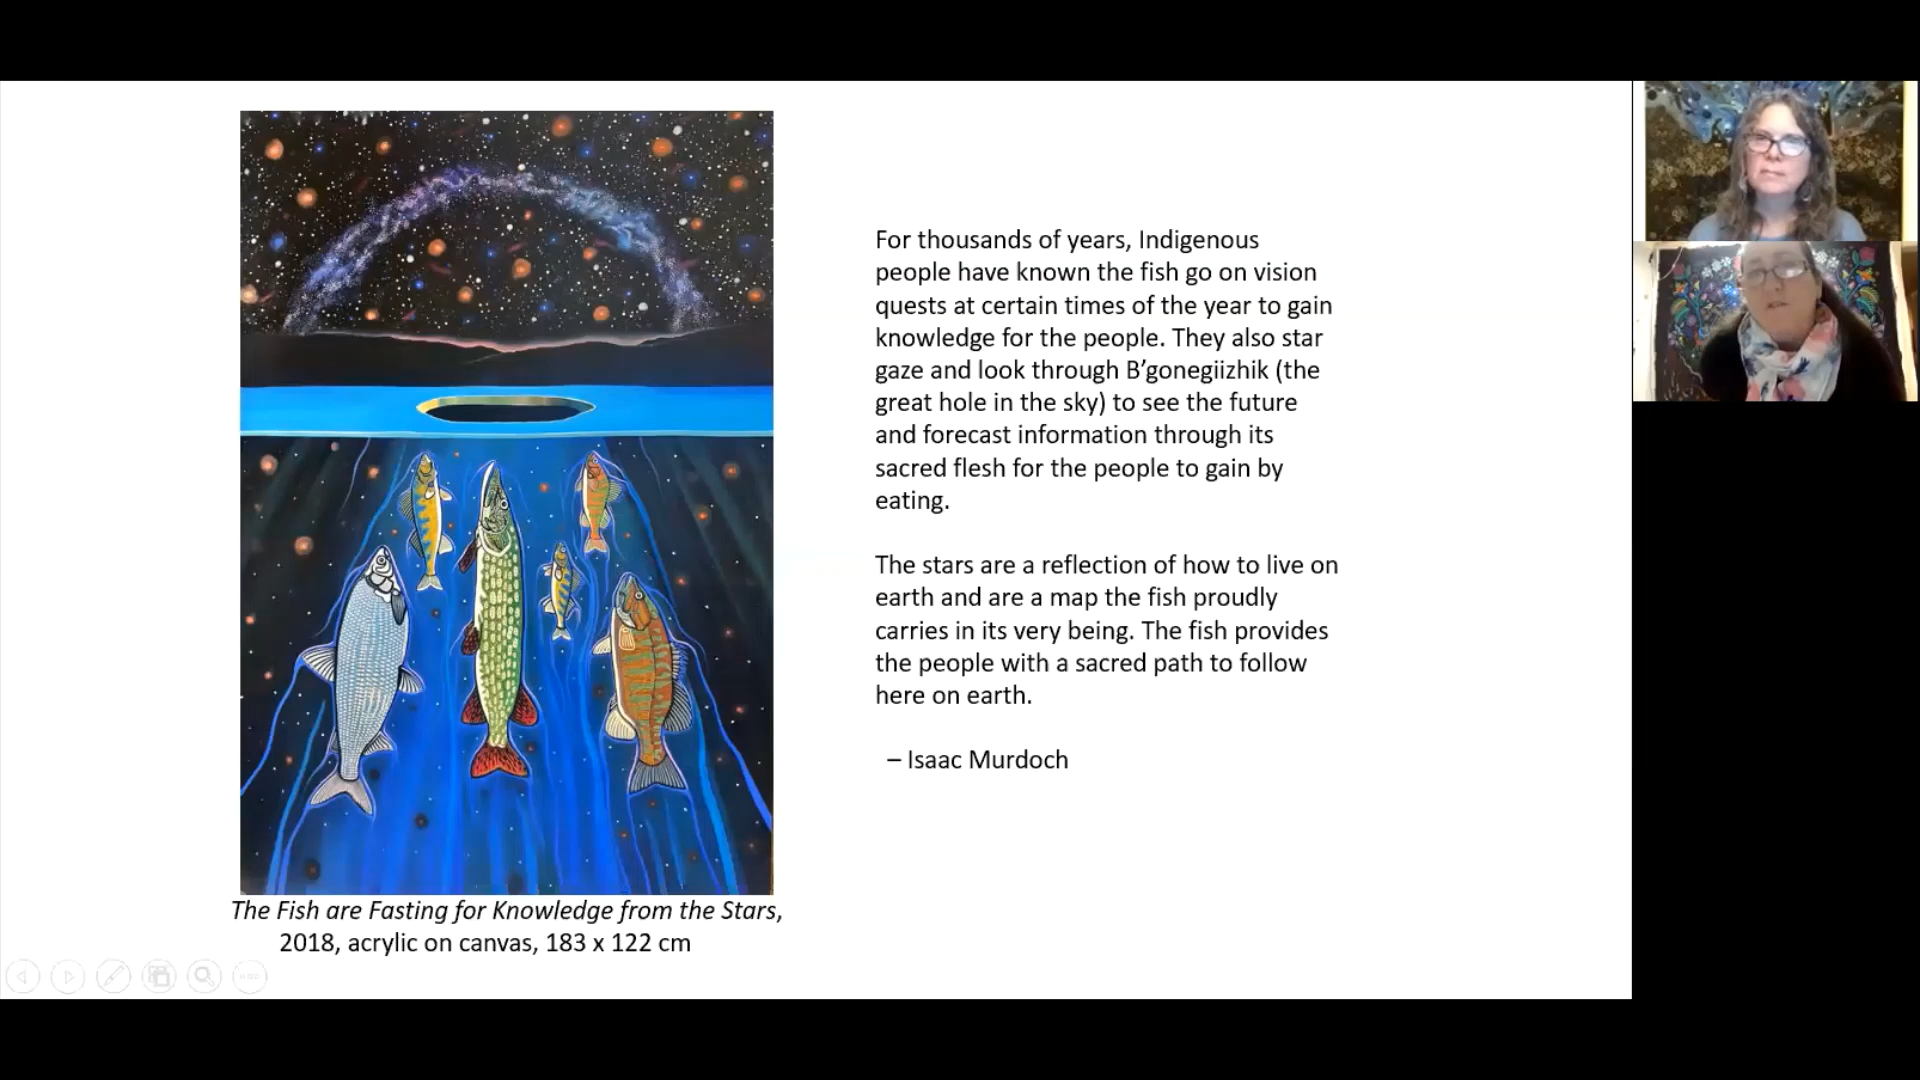 For thousands of years, Indigenous
people have known the fish go on vision
quests at certain times of the year to gain
knowledge for the people. They also star
gaze and look through B’gonegiizhik (the
great hole in the sky) to see the future
and forecast information through its
sacred flesh for the people to gain by
eating.
The stars are a reflection of how to live on
earth and are a map the fish proudly
carries in its very being. The fish provides
the people with a sacred path to follow
here on earth.
– Isaac Murdoch
The Fish are Fasting for Knowledge from the Stars,
2018, acrylic on canvas, 183 x 122 cm